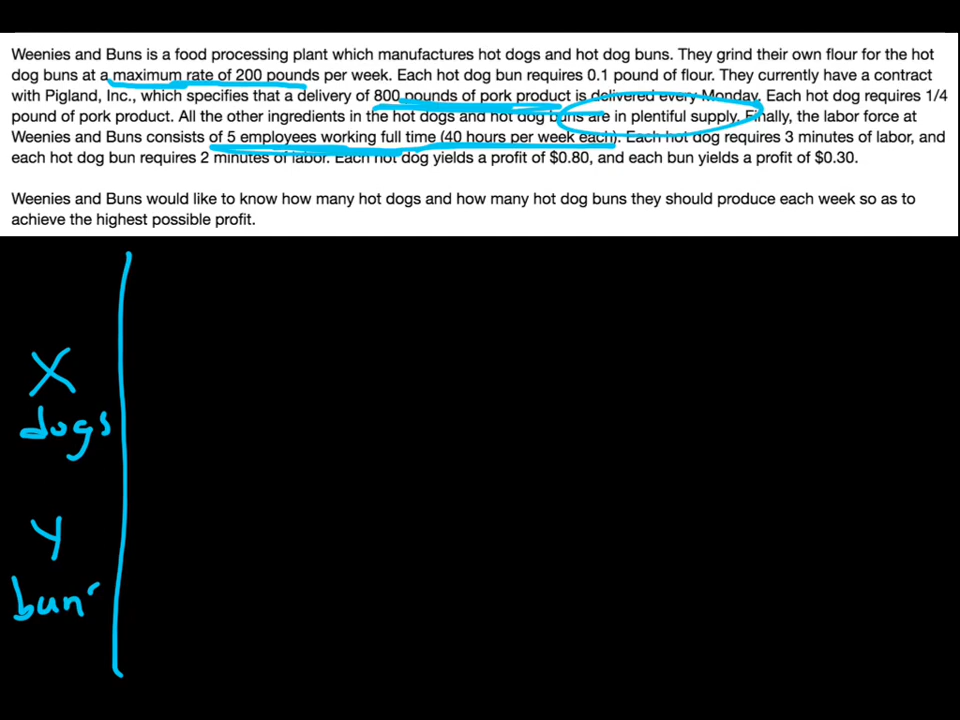 Weenies and Buns is a food processing plant which manufactures hot dogs and hot dog buns. They grind their own flour for the hot
dog buns at a maximum rate of 200 pounds per week. Each hot dog bun requires 0.1 pound of flour. They currently have a contract
with Pigland, Inc., which specifies that a delivery of 800 pounds of pork product is delivered every Monday. Each hot dog requires 1/4
pound of pork product. All the other ingredients in the hot dogs and hot dog buns are in plentiful supply. Finally, the labor force at
Weenies and Buns consists of 5 employees working full time (40 hours per week each). Each hot dog requires 3 minutes of labor, and
each hot dog bun requires 2 minutes of labor. Each hot dog yields a profit of $0.80, and each bun yields a profit of $0.30.
Weenies and Buns would like to know how many hot dogs and how many hot dog buns they should produce each week so as to
achieve the highest possible profit.
X
dogs
Y
buns